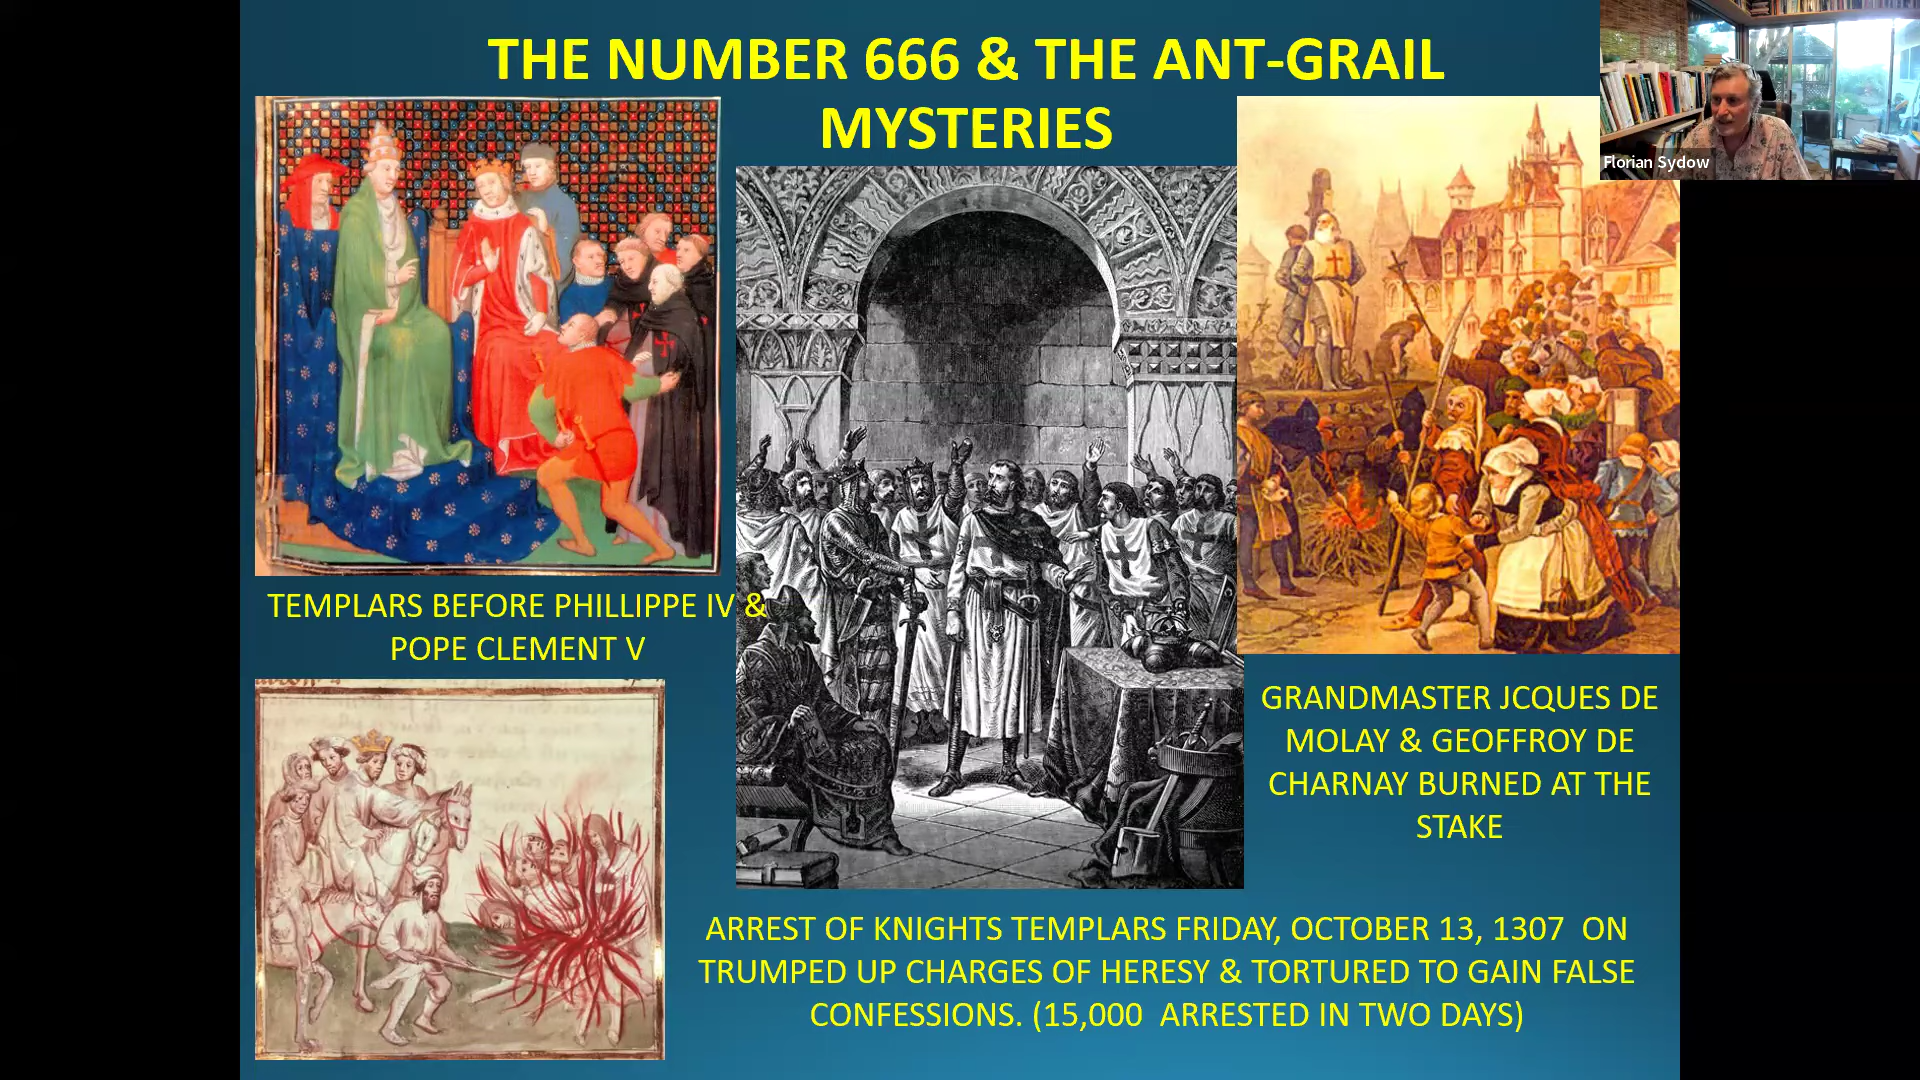 THE NUMBER 666 & THE ANT-GRAIL
MYSTERIES
Florian Sydow
TEMPLARS BEFORE PHILLIPPE IV &
POPE CLEMENT V
GRANDMASTER JCQUES DE
MOLAY & GEOFFROY DE
CHARNAY BURNED AT THE
STAKE
ARREST OF KNIGHTS TEMPLARS FRIDAY, OCTOBER 13, 1307 ON
TRUMPED UP CHARGES OF HERESY & TORTURED TO GAIN FALSE
CONFESSIONS. (15,000 ARRESTED IN TWO DAYS)